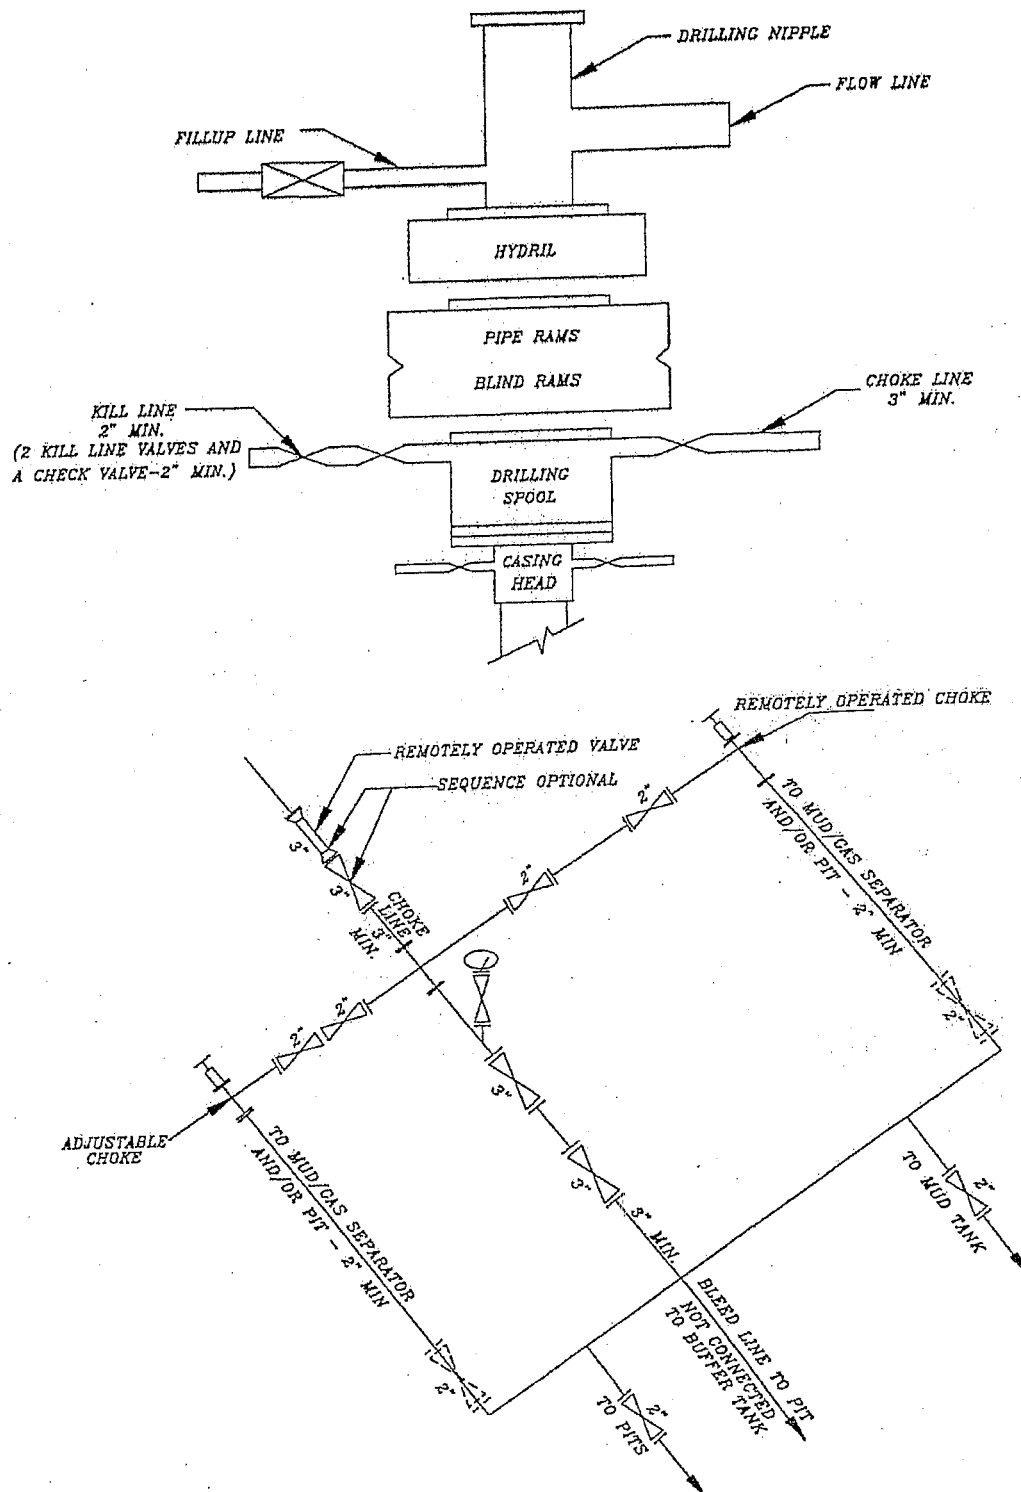 DRILLING NIPPLE
FLOW LINE
FILLUP LINE
HYDRIL
PIPE RAMS
BLIND RAMS
CHOKE LINE
3" MIN.
KILL LINE
2" MIN.
(2 KILL LINE VALVES AND
A CHECK VALVE-2" MIN.)
DRILLING
SPOOL
CASING
HEAD
REMOTELY OPERATED CHOKE
REMOTELY OPERATED VALVE
SEQUENCE OPTIONAL
3"
3"
CHOKE
LINE
3"
MIN.
2"
2"
TO MUD/GAS SEPARATOR
AND/OR PIT - 2" MIN
2"
2"
2"
3"
3"
3" MIN.
ADJUSTABLE
CHOKE
TO MUD/GAS SEPARATOR
AND/OR PIT - 2" MIN
2"
BLEED LINE TO PIT
NOT CONNECTED
TO BUFFER TANK
2"
TO MUD TANK
2"
TO PITS